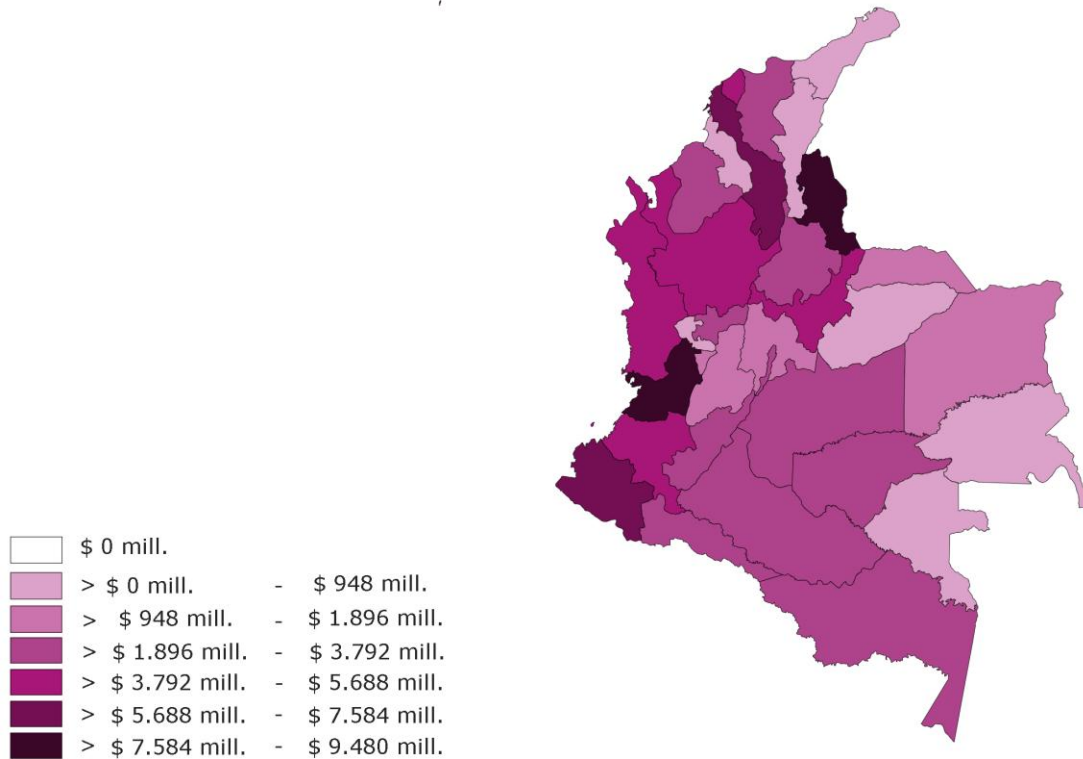 $ 0 mill.
> $ 0 mill. - $ 948 mill.
> $ 948 mill. - $ 1.896 mill.
> $ 1.896 mill. - $ 3.792 mill.
> $ 3.792 mill. - $ 5.688 mill.
> $ 5.688 mill. - $ 7.584 mill.
> $ 7.584 mill. - $ 9.480 mill.